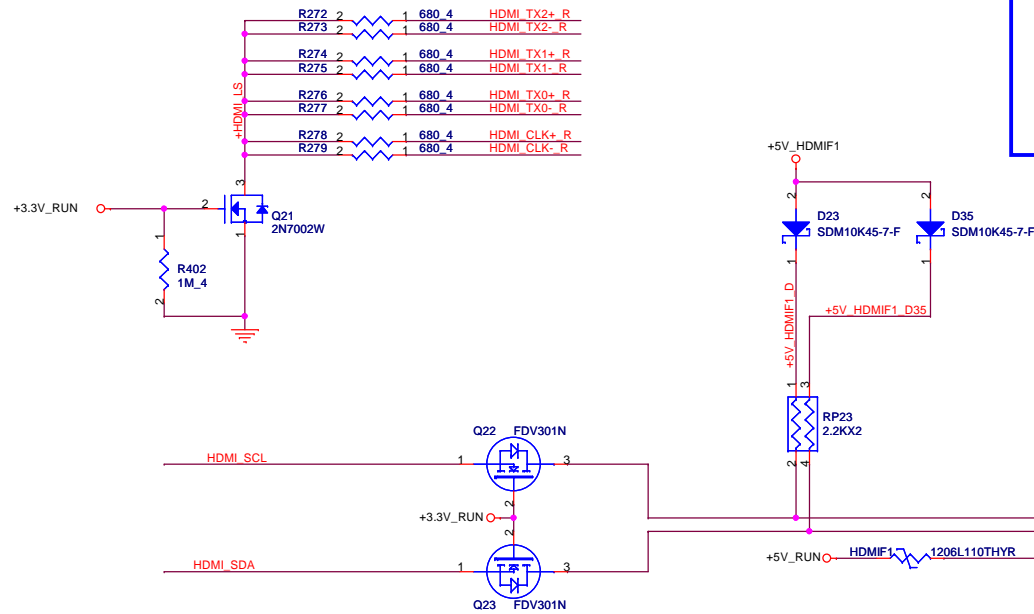 R272 2 1 680_4 HDMI_TX2+_R
R273 2 1 680_4 HDMI_TX2-_R
R274 2 1 680_4 HDMI_TX1+_R
R275 2 1 680_4 HDMI_TX1-_R
R276 2 1 680_4 HDMI_TX0+_R
R277 2 1 680_4 HDMI_TX0-_R
R278 2 1 680_4 HDMI_CLK+_R
R279 2 1 680_4 HDMI_CLK-_R
+HDMI_LS
+3.3V_RUN
2
3
1
Q21
2N7002W
1
R402
1M_4
2
+5V_HDMIF1
2
D23
SDM10K45-7-F
1
2
D35
SDM10K45-7-F
1
+5V_HDMIF1_D
+5V_HDMIF1_D35
1 3
RP23
2.2KX2
2 4
Q22 FDV301N
HDMI_SCL 1 3
2
+3.3V_RUN
2
HDMI_SDA 1 3
Q23 FDV301N
+5V_RUN HDMIF1 1206L110THYR